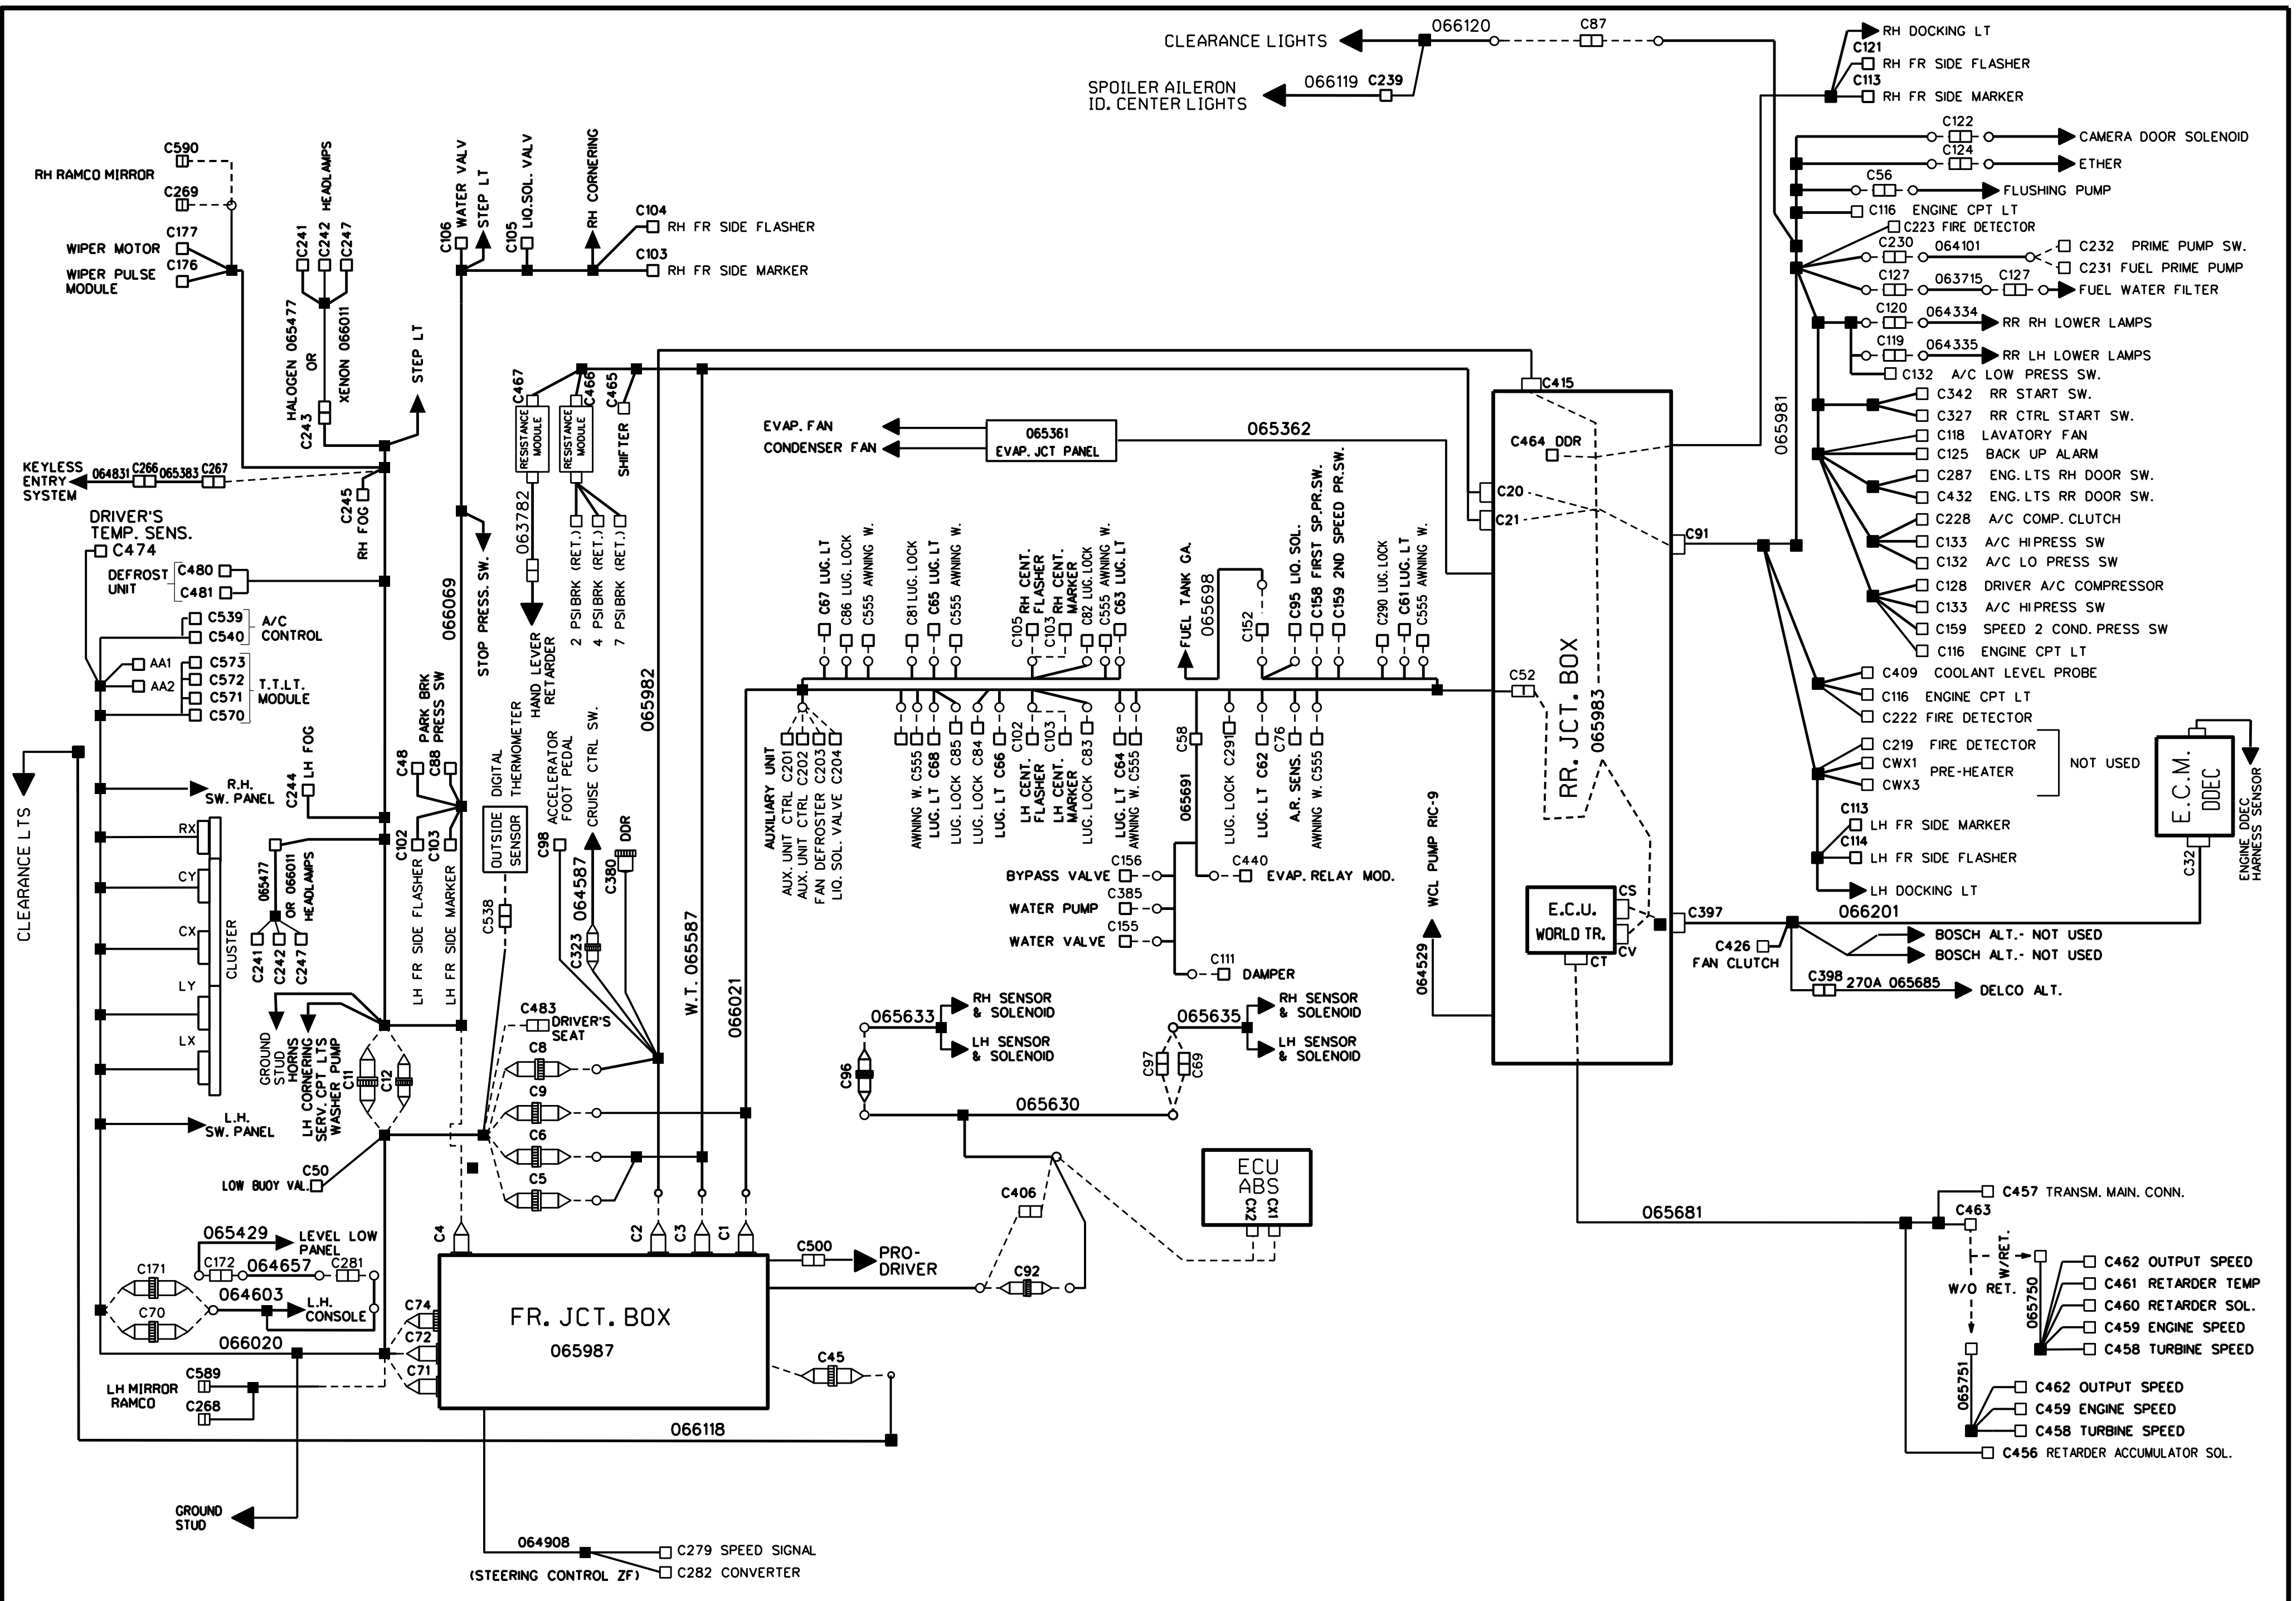 CLEARANCE LIGHTS
066120
C87
SPOILER AILERON
ID. CENTER LIGHTS
066119
C239
RH DOCKING LT
C121
RH FR SIDE FLASHER
C113
RH FR SIDE MARKER
C122
CAMERA DOOR SOLENOID
C124
ETHER
C56
FLUSHING PUMP
C116 ENGINE CPT LT
C223 FIRE DETECTOR
C230
064101
C232 PRIME PUMP SW.
C231 FUEL PRIME PUMP
C127
063715
C127
FUEL WATER FILTER
C120
064334
RR RH LOWER LAMPS
C119
064335
RR LH LOWER LAMPS
C132 A/C LOW PRESS SW.
C342 RR START SW.
C327 RR CTRL START SW.
C118 LAVATORY FAN
C125 BACK UP ALARM
C287 ENG.LTS RH DOOR SW.
C432 ENG.LTS RR DOOR SW.
C228 A/C COMP.CLUTCH
C133 A/C HIPRESS SW
C132 A/C LO PRESS SW
C128 DRIVER A/C COMPRESSOR
C133 A/C HIPRESS SW
C159 SPEED 2 COND.PRESS SW
C116 ENGINE CPT LT
C409 COOLANT LEVEL PROBE
C116 ENGINE CPT LT
C222 FIRE DETECTOR
C219 FIRE DETECTOR
CWX1
PRE-HEATER
CWX3
NOT USED
C113
LH FR SIDE MARKER
C114
LH FR SIDE FLASHER
LH DOCKING LT
065981
C91
E.C.M.
DDEC
C32
ENGINE DDEC
HARNESS SENSOR
C397
066201
BOSCH ALT.- NOT USED
BOSCH ALT.- NOT USED
C426
FAN CLUTCH
C398
270A 065685
DELCO ALT.
C590
RH RAMCO MIRROR
C269
C177
WIPER MOTOR
C176
WIPER PULSE
MODULE
C241
C242 HEADLAMPS
C247
HALOGEN 065477
OR
XENON 066011
C243
STEP LT
C106 WATER VALV
STEP LT
C105 LIQ.SOL. VALV
RH CORNERING
C104
RH FR SIDE FLASHER
C103
RH FR SIDE MARKER
KEYLESS
ENTRY
SYSTEM
064831
C266
065383
C267
C245
RH FOG
DRIVER'S
TEMP. SENS.
C474
DEFROST
UNIT
C480
C481
C539
C540
A/C
CONTROL
AA1
AA2
C573
C572
C571
C570
T.T.LT.
MODULE
CLEARANCE LTS
R.H.
SW. PANEL
RX
CY
CX
LY
LX
CLUSTER
L.H.
SW. PANEL
C244
LH FOG
065477
OR 066011
HEADLAMPS
C241
C242
C247
GROUND
STUD
HORNS
LH CORNERING
SERV. CPT LTS
WASHER PUMP
C11
C12
C50
LOW BUOY VAL.
066069
STOP PRESS. SW.
PARK BRK
PRESS SW
C48
C88
C102
C103
LH FR SIDE FLASHER
LH FR SIDE MARKER
C467
C466
C465
RESISTANCE
MODULE
RESISTANCE
MODULE
SHIFTER
063782
2 PSI BRK (RET.)
4 PSI BRK (RET.)
7 PSI BRK (RET.)
HAND LEVER
RETARDER
DIGITAL
THERMOMETER
OUTSIDE
SENSOR
C538
ACCELERATOR
FOOT PEDAL
C98
CRUISE CTRL SW.
C323
064587
C380
DDR
065982
W.T. 065587
066021
C483
DRIVER'S
SEAT
C8
C9
C6
C5
C4
C2
C3
C1
EVAP. FAN
CONDENSER FAN
065361
EVAP. JCT PANEL
065362
C67 LUG.LT
C86 LUG.LOCK
C555 AWNING W.
C81 LUG.LOCK
C65 LUG.LT
C555 AWNING W.
C105
RH CENT.
FLASHER
C103
RH CENT.
MARKER
C82 LUG.LOCK
C555 AWNING W.
C63 LUG.LT
FUEL TANK GA.
065698
C152
C95 LIQ. SOL.
C158 FIRST SP.PR.SW.
C159 2ND SPEED PR.SW.
C290 LUG.LOCK
C61 LUG.LT
C555 AWNING W.
AUXILIARY UNIT
AUX. UNIT CTRL C201
AUX. UNIT CTRL C202
FAN DEFROSTER C203
LIQ. SOL. VALVE C204
AWNING W. C555
LUG. LT C68
LUG. LOCK C85
LUG. LOCK C84
LUG. LT C66
C102
LH CENT.
FLASHER
C103
LH CENT.
MARKER
LUG. LOCK C83
LUG. LT C64
AWNING W. C555
C58
065691
LUG. LOCK C291
LUG. LT C62
C76
A.R. SENS.
AWNING W. C555
C156
BYPASS VALVE
C385
WATER PUMP
C155
WATER VALVE
C440
EVAP. RELAY MOD.
C111
DAMPER
WCL PUMP RIC-9
064529
C415
C464 DDR
C20
C21
C52
RR. JCT. BOX
065983
E.C.U.
WORLD TR.
CS
CV
CT
065633
RH SENSOR
& SOLENOID
LH SENSOR
& SOLENOID
C96
C97
C69
065635
RH SENSOR
& SOLENOID
LH SENSOR
& SOLENOID
065630
C406
ECU
ABS
CX2
CX1
C92
C500
PRO-
DRIVER
C45
066118
065429
LEVEL LOW
PANEL
C172
064657
C281
C171
064603
L.H.
CONSOLE
C70
066020
C589
LH MIRROR
RAMCO
C268
C74
C72
C71
FR. JCT. BOX
065987
GROUND
STUD
064908
(STEERING CONTROL ZF)
C279 SPEED SIGNAL
C282 CONVERTER
065681
C457 TRANSM. MAIN. CONN.
C463
W/RET.
W/O RET.
065750
C462 OUTPUT SPEED
C461 RETARDER TEMP
C460 RETARDER SOL.
C459 ENGINE SPEED
C458 TURBINE SPEED
065751
C462 OUTPUT SPEED
C459 ENGINE SPEED
C458 TURBINE SPEED
C456 RETARDER ACCUMULATOR SOL.